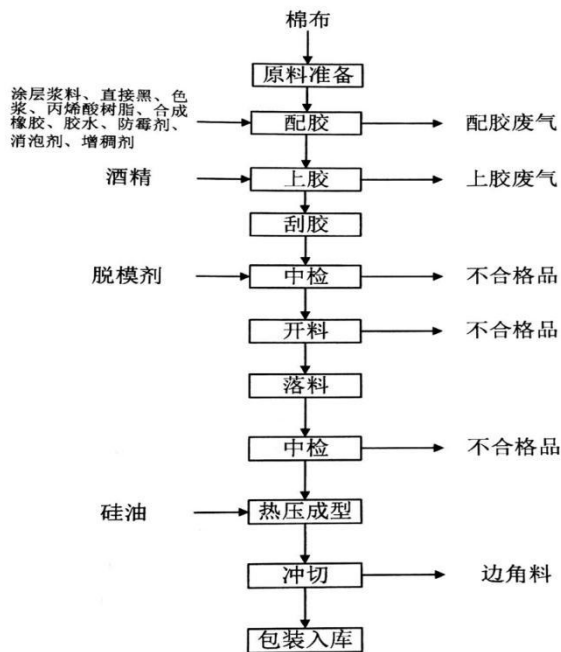 棉布
原料准备
涂层浆料、直接黑、色
浆、丙烯酸树脂、合成
橡胶、胶水、防霉剂、
消泡剂、增稠剂
配胶
配胶废气
酒精
上胶
上胶废气
刮胶
脱模剂
中检
不合格品
开料
不合格品
落料
中检
不合格品
硅油
热压成型
冲切
边角料
包装入库